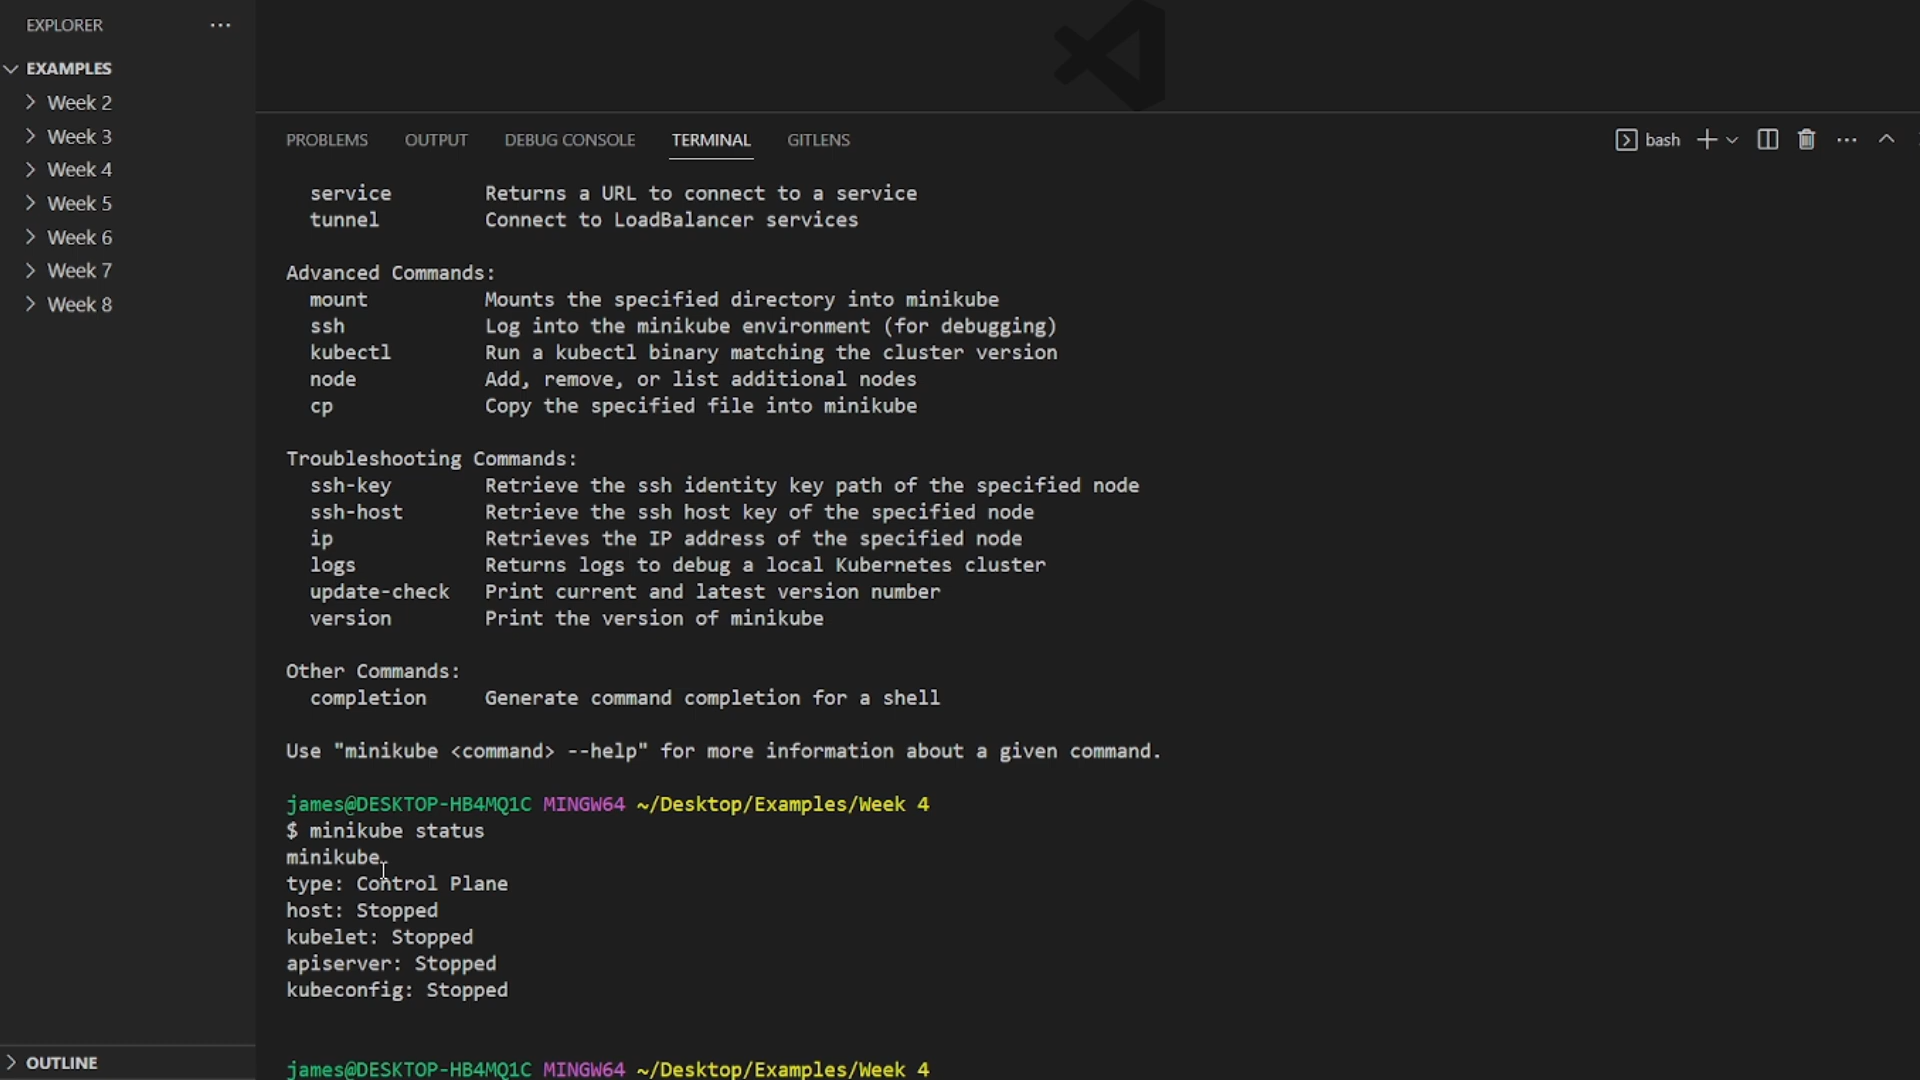 EXPLORER
EXAMPLES
Week 2
Week 3
Week 4
Week 5
Week 6
Week 7
Week 8
OUTLINE
PROBLEMS OUTPUT DEBUG CONSOLE TERMINAL GITLENS bash
service Returns a URL to connect to a service
tunnel Connect to LoadBalancer services
Advanced Commands:
mount Mounts the specified directory into minikube
ssh Log into the minikube environment (for debugging)
kubectl Run a kubectl binary matching the cluster version
node Add, remove, or list additional nodes
cp Copy the specified file into minikube
Troubleshooting Commands:
ssh-key Retrieve the ssh identity key path of the specified node
ssh-host Retrieve the ssh host key of the specified node
ip Retrieves the IP address of the specified node
logs Returns logs to debug a local Kubernetes cluster
update-check Print current and latest version number
version Print the version of minikube
Other Commands:
completion Generate command completion for a shell
Use "minikube <command> --help" for more information about a given command.
james@DESKTOP-HB4MQ1C MINGW64 ~/Desktop/Examples/Week 4
$ minikube status
minikube
type: Control Plane
host: Stopped
kubelet: Stopped
apiserver: Stopped
kubeconfig: Stopped
james@DESKTOP-HB4MQ1C MINGW64 ~/Desktop/Examples/Week 4